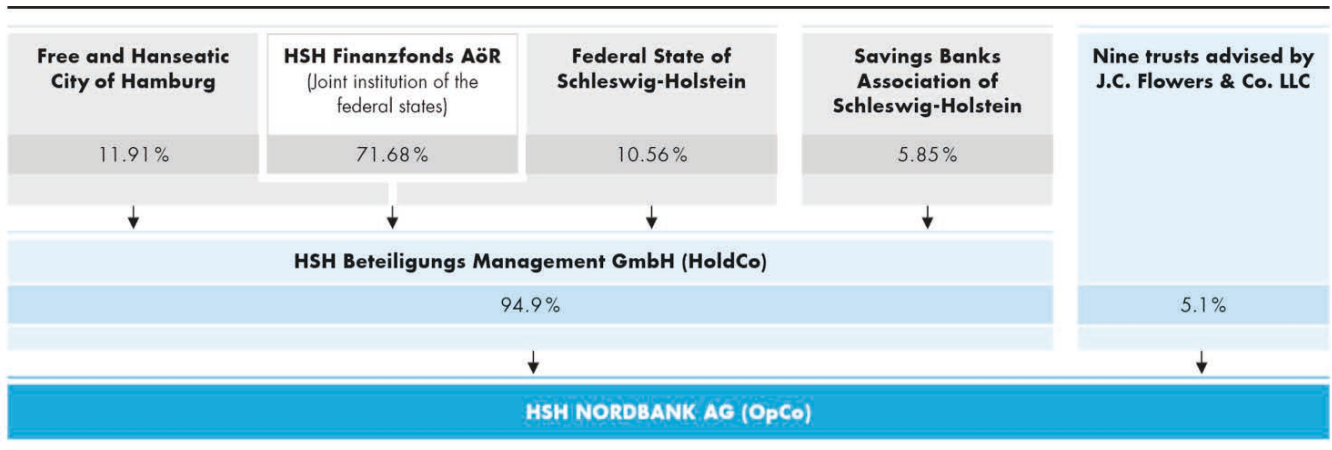 Free and Hanseatic
City of Hamburg
11.91%
HSH Finanzfonds AöR
(Joint institution of the
federal states)
71.68%
Federal State of
Schleswig-Holstein
10.56%
Savings Banks
Association of
Schleswig-Holstein
5.85%
Nine trusts advised by
J.C. Flowers & Co. LLC
HSH Beteiligungs Management GmbH (HoldCo)
94.9%
5.1%
HSH NORDBANK AG (OpCo)